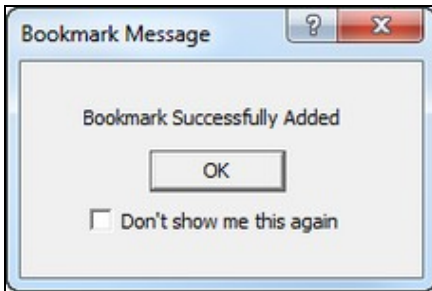 Bookmark Message
Bookmark Successfully Added
OK
Don't show me this again